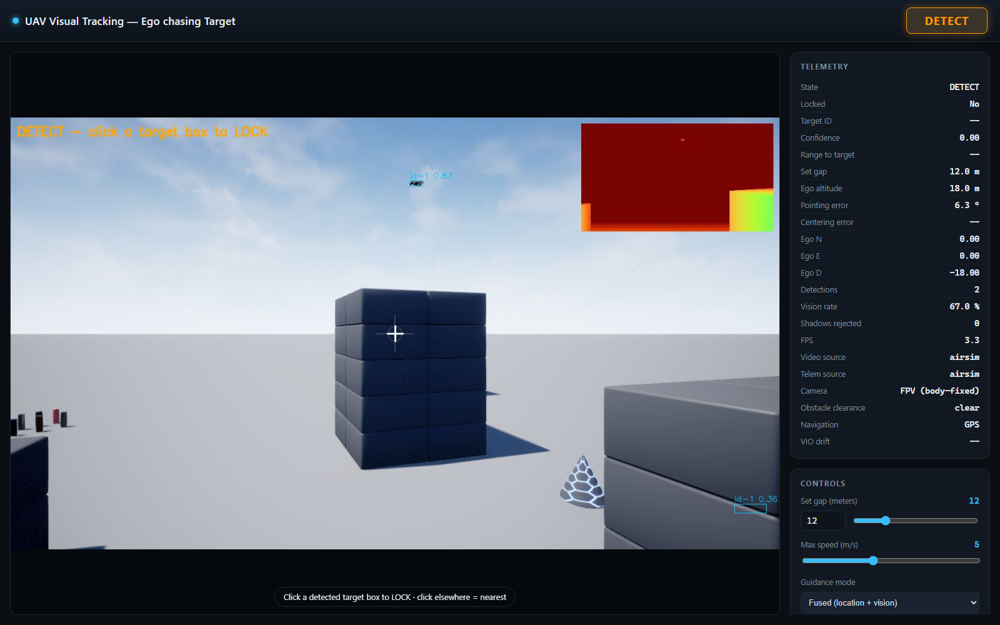 UAV Visual Tracking — Ego chasing Target
DETECT
DETECT - click a target box to LOCK
id-1 0.83
id-1 0.36
Click a detected target box to LOCK · click elsewhere = nearest
TELEMETRY
State DETECT
Locked No
Target ID —
Confidence 0.00
Range to target —
Set gap 12.0 m
Ego altitude 18.0 m
Pointing error 6.3 °
Centering error —
Ego N 0.00
Ego E 0.00
Ego D -18.00
Detections 2
Vision rate 67.0 %
Shadows rejected 0
FPS 3.3
Video source airsim
Telem source airsim
Camera FPV (body-fixed)
Obstacle clearance clear
Navigation GPS
VIO drift —
CONTROLS
Set gap (meters) 12
12
Max speed (m/s) 5
Guidance mode
Fused (location + vision)